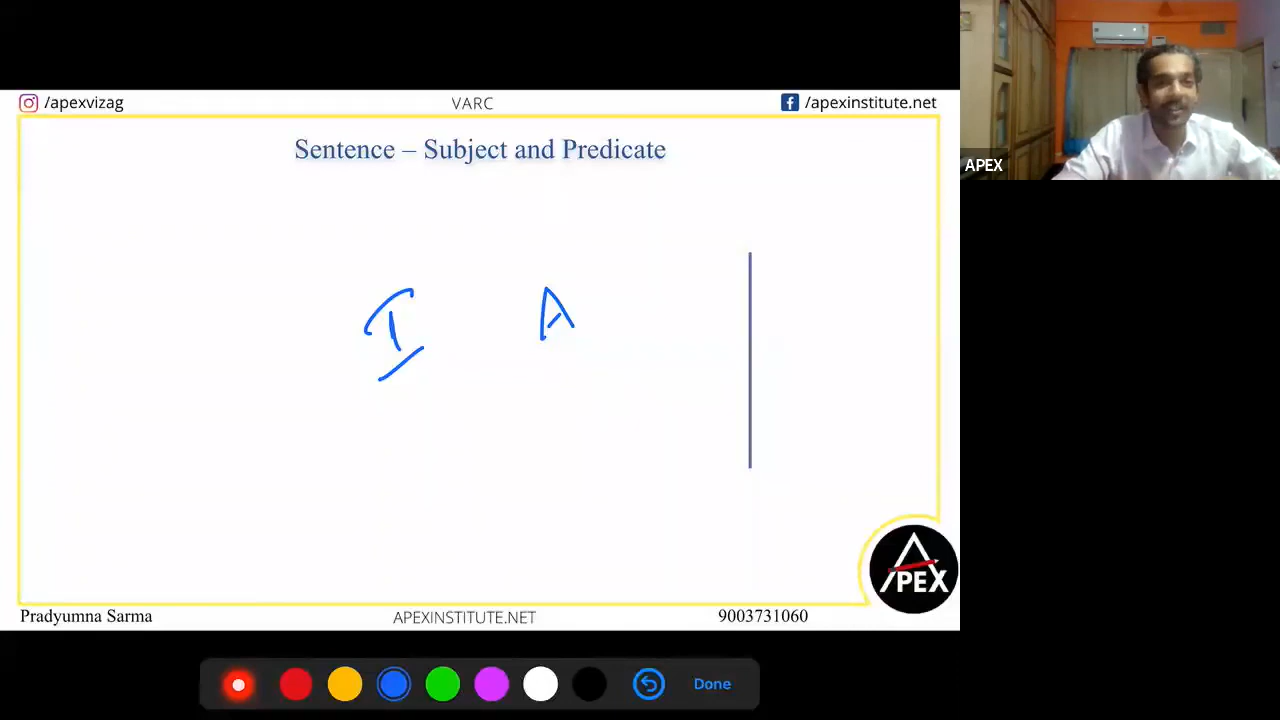 /apexvizag VARC /apexinstitute.net
Sentence – Subject and Predicate
I A
APEX
APEX
Pradyumna Sarma APEXINSTITUTE.NET 9003731060
Done